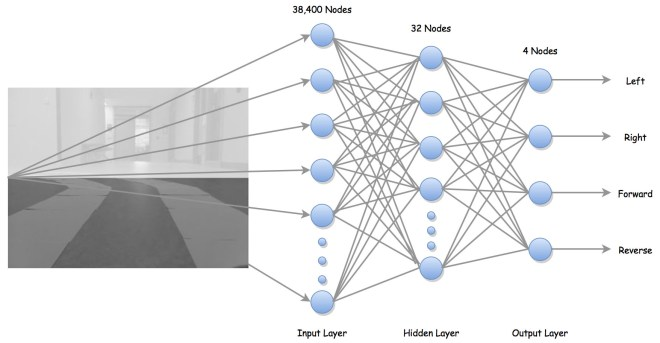 38,400 Nodes
32 Nodes
4 Nodes
Left
Right
Forward
Reverse
Input Layer
Hidden Layer
Output Layer